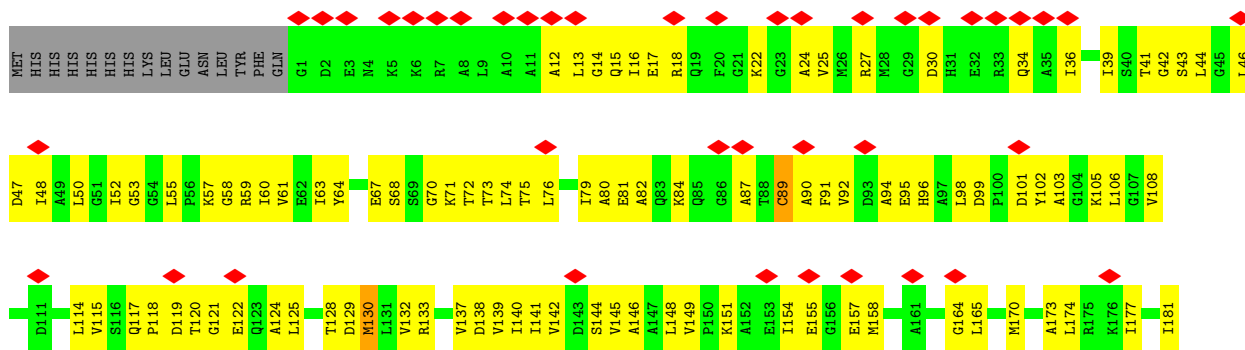 MET HIS HIS HIS HIS HIS HIS LYS LEU GLU ASN LEU TYR PHE GLN G1 D2 E3 N4 K5 K6 R7 A8 L9 A10 A11 A12 L13 G14 Q15 I16 E17 R18 Q19 F20 G21 K22 G23 A24 V25 M26 R27 M28 G29 D30 H31 E32 R33 Q34 A35 I36 I39 S40 T41 G42 S43 L44 G45 L46
D47 I48 A49 L50 G51 I52 G53 G54 L55 P56 K57 G58 R59 I60 V61 E62 I63 Y64 E67 S68 S69 G70 K71 T72 T73 L74 T75 L76 I79 A80 E81 A82 Q83 K84 Q85 G86 A87 T88 C89 A90 F91 V92 D93 A94 E95 H96 A97 L98 D99 P100 D101 Y102 A103 G104 K105 L106 G107 V108
D111 L114 V115 S116 Q117 P118 D119 T120 G121 E122 Q123 A124 L125 T128 D129 M130 L131 V132 R133 V137 D138 V139 I140 I141 V142 D143 S144 V145 A146 A147 L148 V149 P150 K151 A152 E153 I154 E155 G156 E157 M158 A161 G164 L165 M170 A173 L174 R175 K176 I177 I181